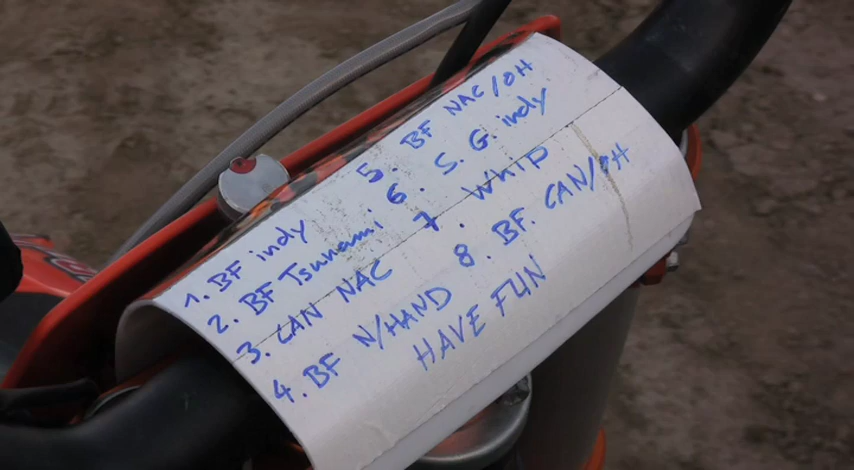 1. BF indy
2. BF Tsunami
3. CAN NAC
4. BF N/HAND
5. BF NAC/OH
6. S. G. indy
7. WHIP
8. BF. CAN/OH
HAVE FUN